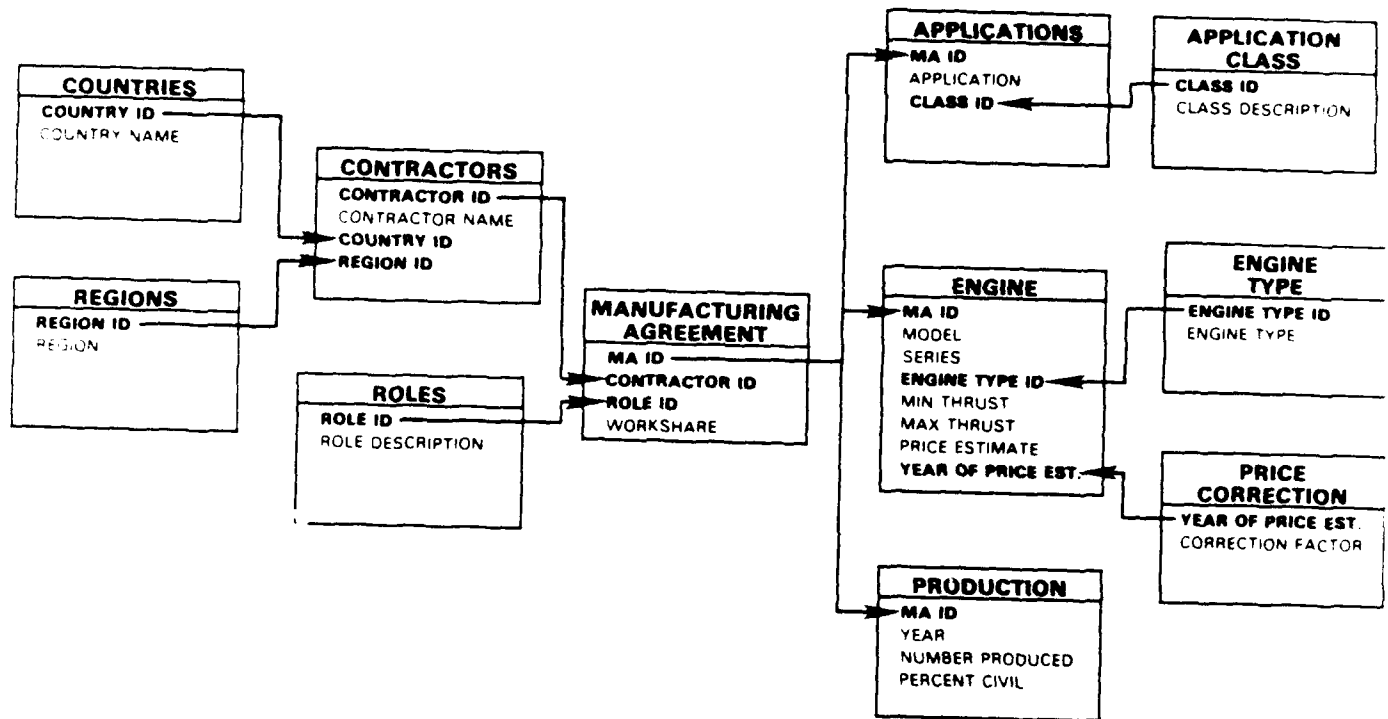 COUNTRIES
COUNTRY ID
COUNTRY NAME
REGIONS
REGION ID
REGION
CONTRACTORS
CONTRACTOR ID
CONTRACTOR NAME
COUNTRY ID
REGION ID
ROLES
ROLE ID
ROLE DESCRIPTION
MANUFACTURING
AGREEMENT
MA ID
CONTRACTOR ID
ROLE ID
WORKSHARE
APPLICATIONS
MA ID
APPLICATION
CLASS ID
APPLICATION
CLASS
CLASS ID
CLASS DESCRIPTION
ENGINE
MA ID
MODEL
SERIES
ENGINE TYPE ID
MIN THRUST
MAX THRUST
PRICE ESTIMATE
YEAR OF PRICE EST.
ENGINE
TYPE
ENGINE TYPE ID
ENGINE TYPE
PRICE
CORRECTION
YEAR OF PRICE EST.
CORRECTION FACTOR
PRODUCTION
MA ID
YEAR
NUMBER PRODUCED
PERCENT CIVIL